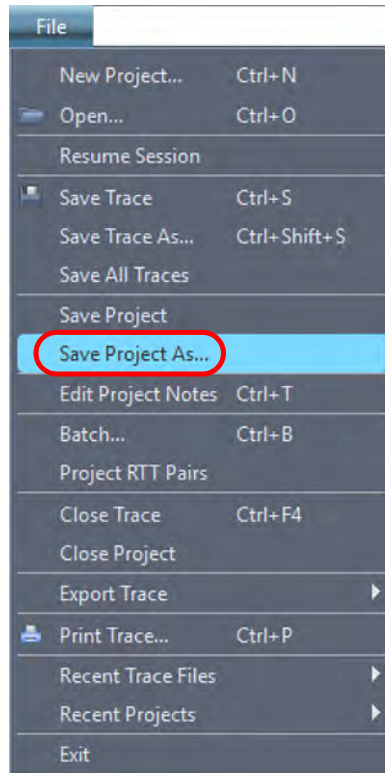 File
New Project... Ctrl+N
Open... Ctrl+O
Resume Session
Save Trace Ctrl+S
Save Trace As... Ctrl+Shift+S
Save All Traces
Save Project
Save Project As...
Edit Project Notes Ctrl+T
Batch... Ctrl+B
Project RTT Pairs
Close Trace Ctrl+F4
Close Project
Export Trace
Print Trace... Ctrl+P
Recent Trace Files
Recent Projects
Exit